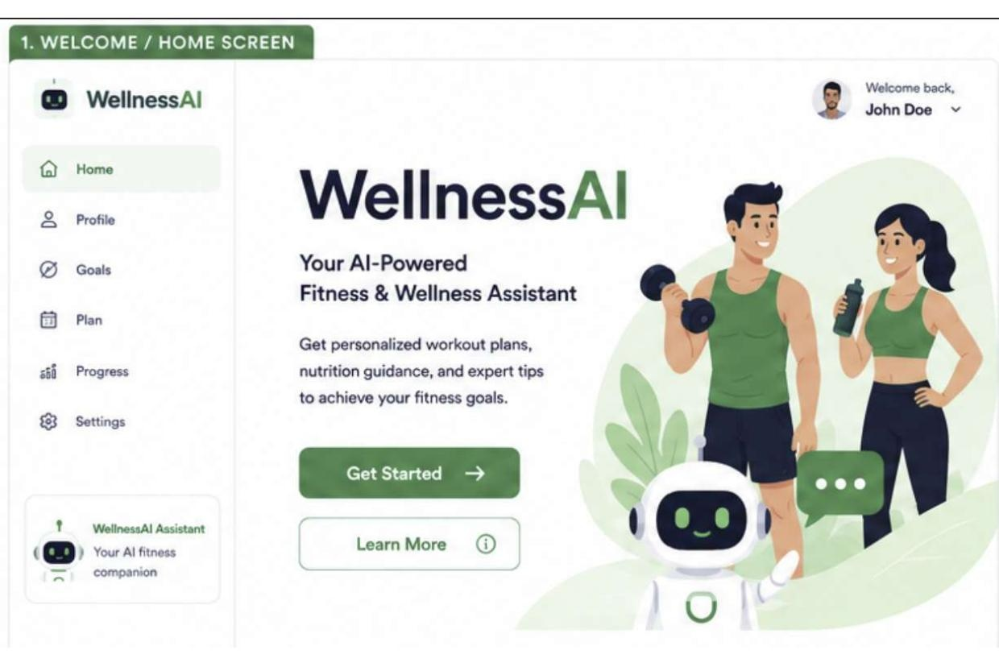 1. WELCOME / HOME SCREEN
WellnessAI
Home
Profile
Goals
Plan
Progress
Settings
WellnessAI Assistant
Your AI fitness
companion
Welcome back,
John Doe
WellnessAI
Your AI-Powered
Fitness & Wellness Assistant
Get personalized workout plans,
nutrition guidance, and expert tips
to achieve your fitness goals.
Get Started
Learn More